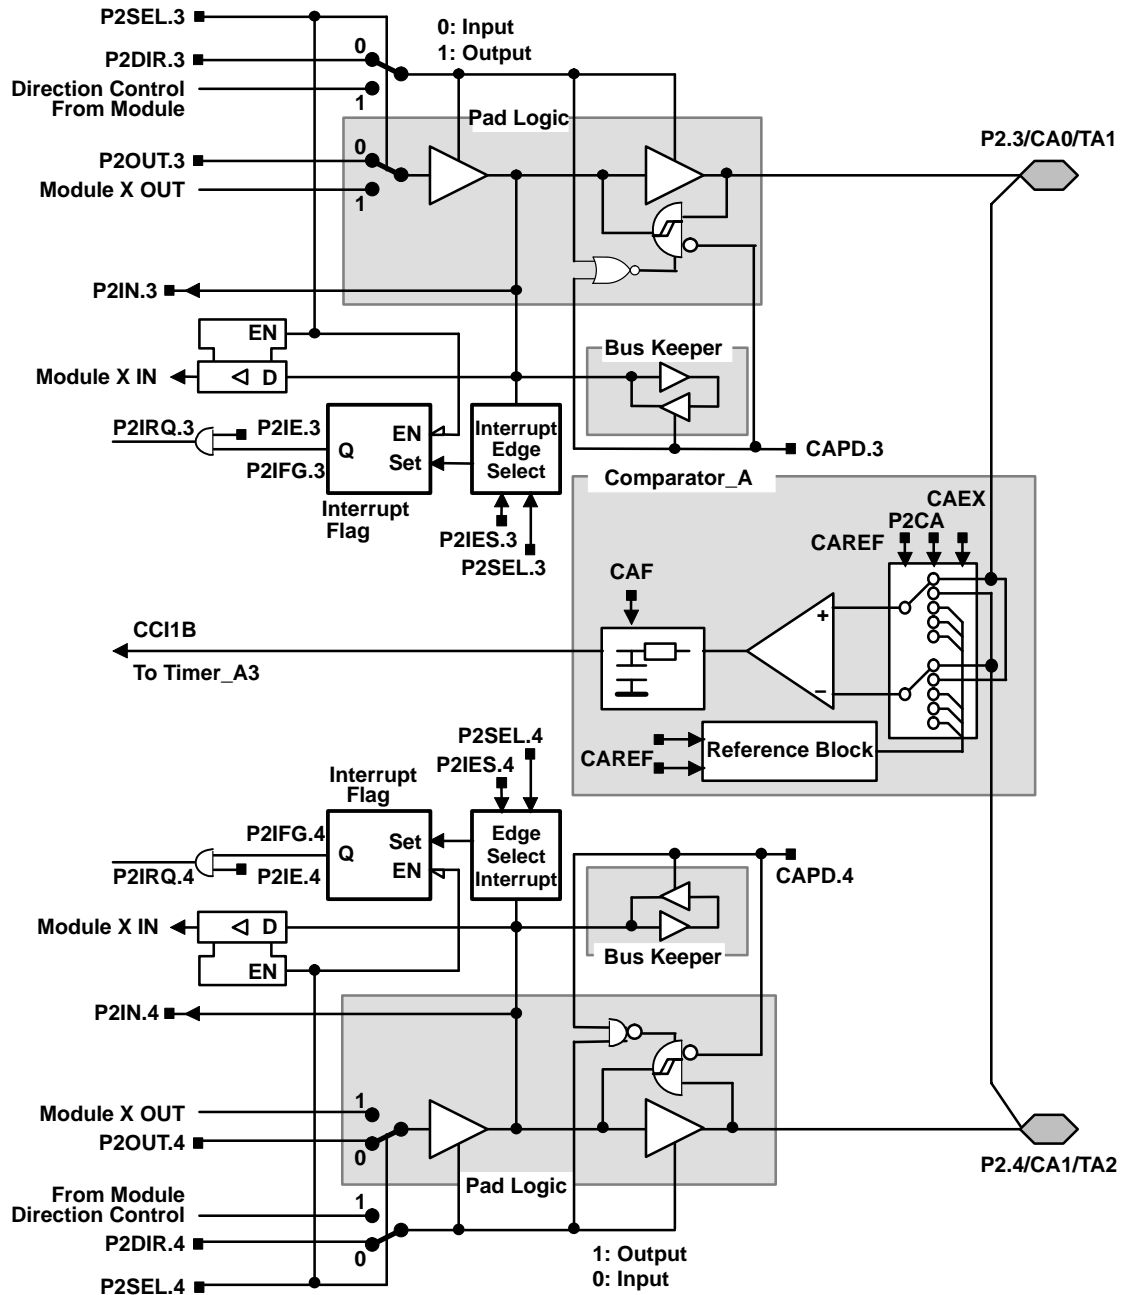 P2SEL.3
0: Input
1: Output
P2DIR.3
0
Direction Control
From Module
1
Pad Logic
P2OUT.3
0
Module X OUT
1
P2.3/CA0/TA1
P2IN.3
EN
Module X IN
D
Bus Keeper
P2IRQ.3
P2IE.3
P2IFG.3
Q
EN
Set
Interrupt
Edge
Select
CAPD.3
Interrupt
Flag
P2IES.3
P2SEL.3
Comparator_A
CAEX
P2CA
CAREF
CAF
+
−
CCI1B
To Timer_A3
Reference Block
CAREF
P2SEL.4
P2IES.4
Interrupt
Flag
P2IFG.4
P2IRQ.4
P2IE.4
Q
Set
EN
Edge
Select
Interrupt
CAPD.4
Module X IN
D
EN
Bus Keeper
P2IN.4
Module X OUT
1
P2OUT.4
0
Pad Logic
P2.4/CA1/TA2
From Module
Direction Control
1
P2DIR.4
0
1: Output
0: Input
P2SEL.4